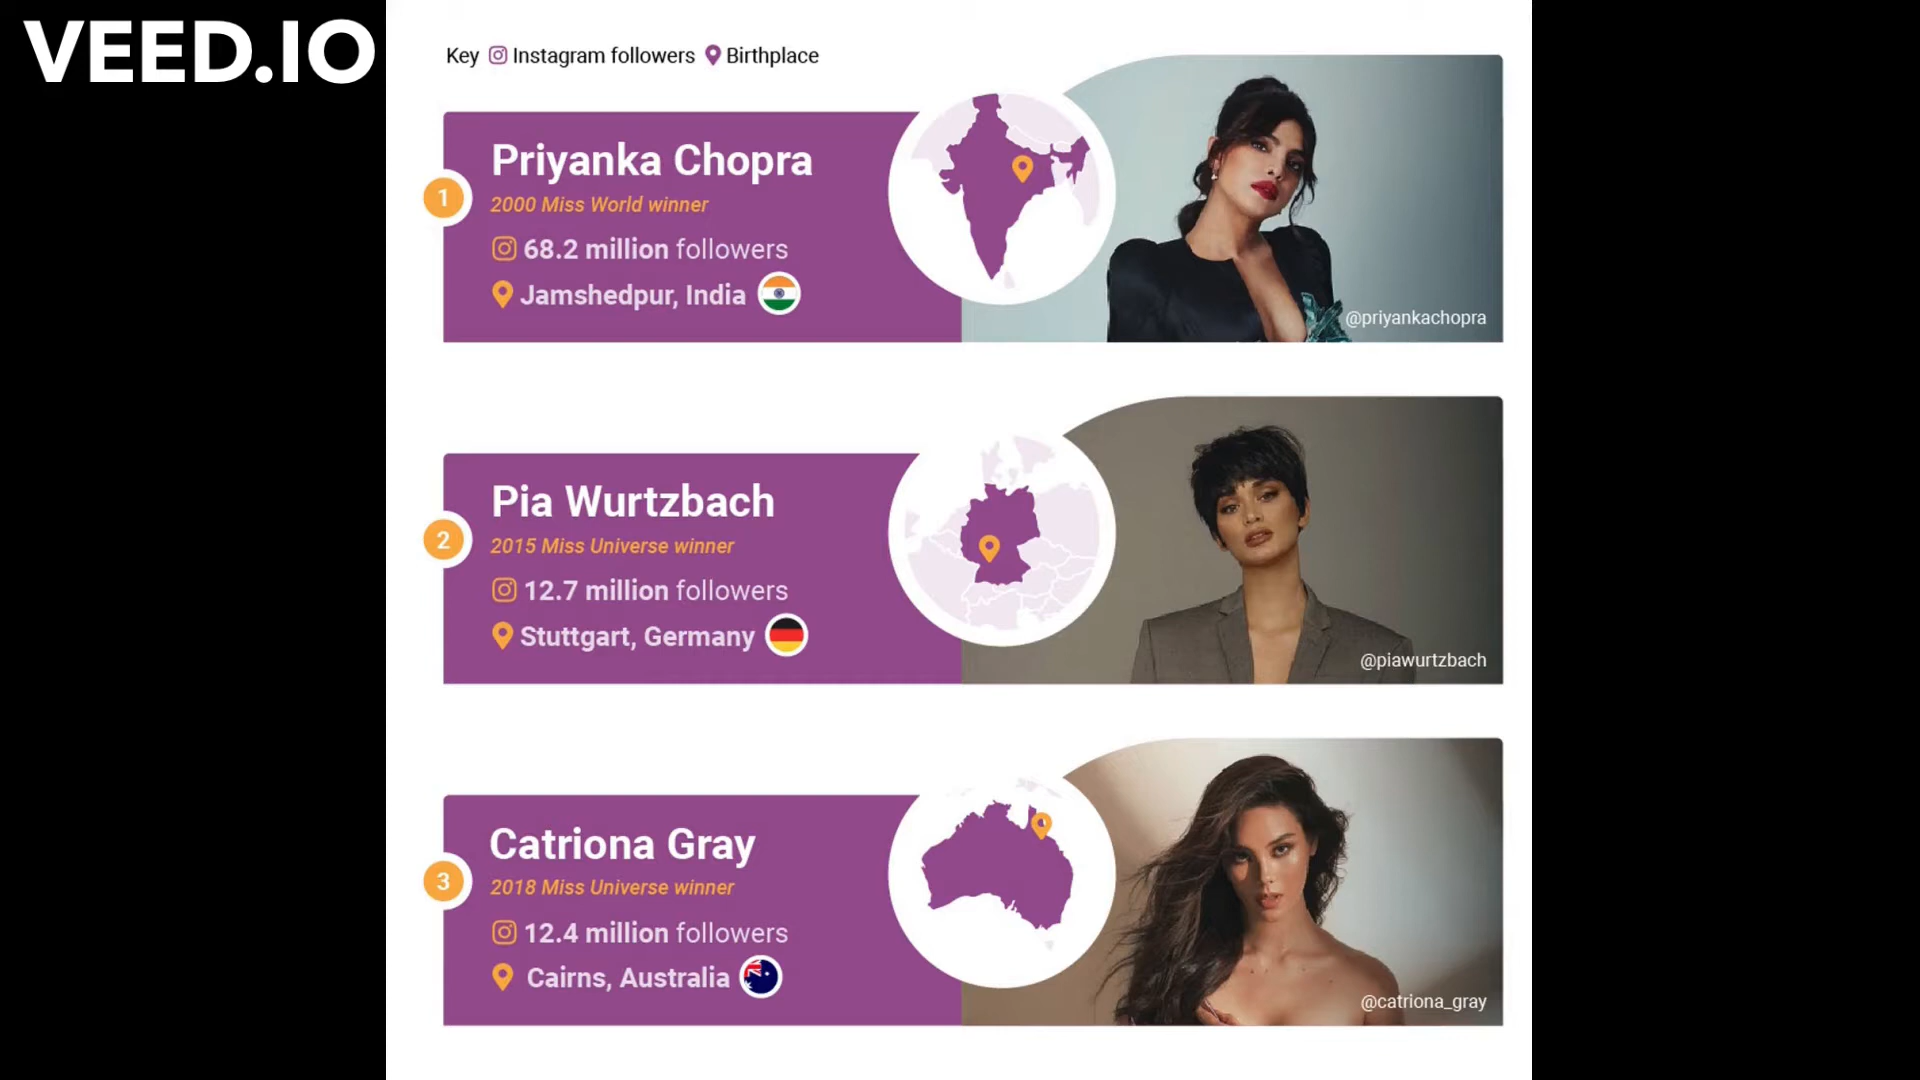 VEED.IO
Key Instagram followers Birthplace
1
Priyanka Chopra
2000 Miss World winner
68.2 million followers
Jamshedpur, India
@priyankachopra
2
Pia Wurtzbach
2015 Miss Universe winner
12.7 million followers
Stuttgart, Germany
@piawurtzbach
3
Catriona Gray
2018 Miss Universe winner
12.4 million followers
Cairns, Australia
@catriona_gray